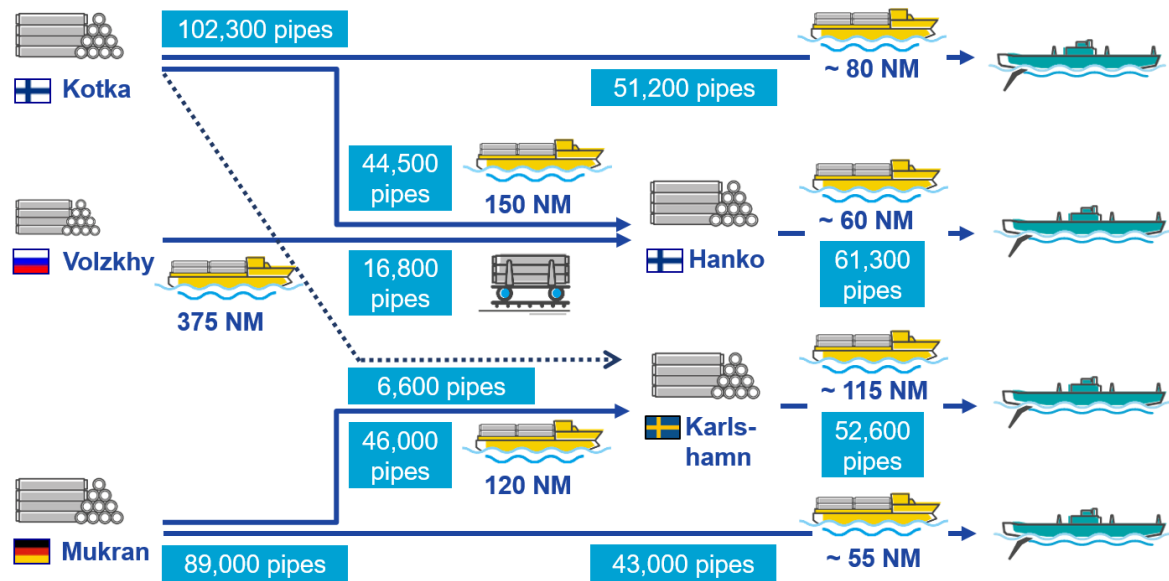 102,300 pipes
Kotka
~ 80 NM
51,200 pipes
44,500
pipes
150 NM
~ 60 NM
Volzkhy
16,800
pipes
Hanko
61,300
pipes
375 NM
6,600 pipes
~ 115 NM
46,000
pipes
120 NM
Karls-
hamn
52,600
pipes
Mukran
89,000 pipes
43,000 pipes
~ 55 NM